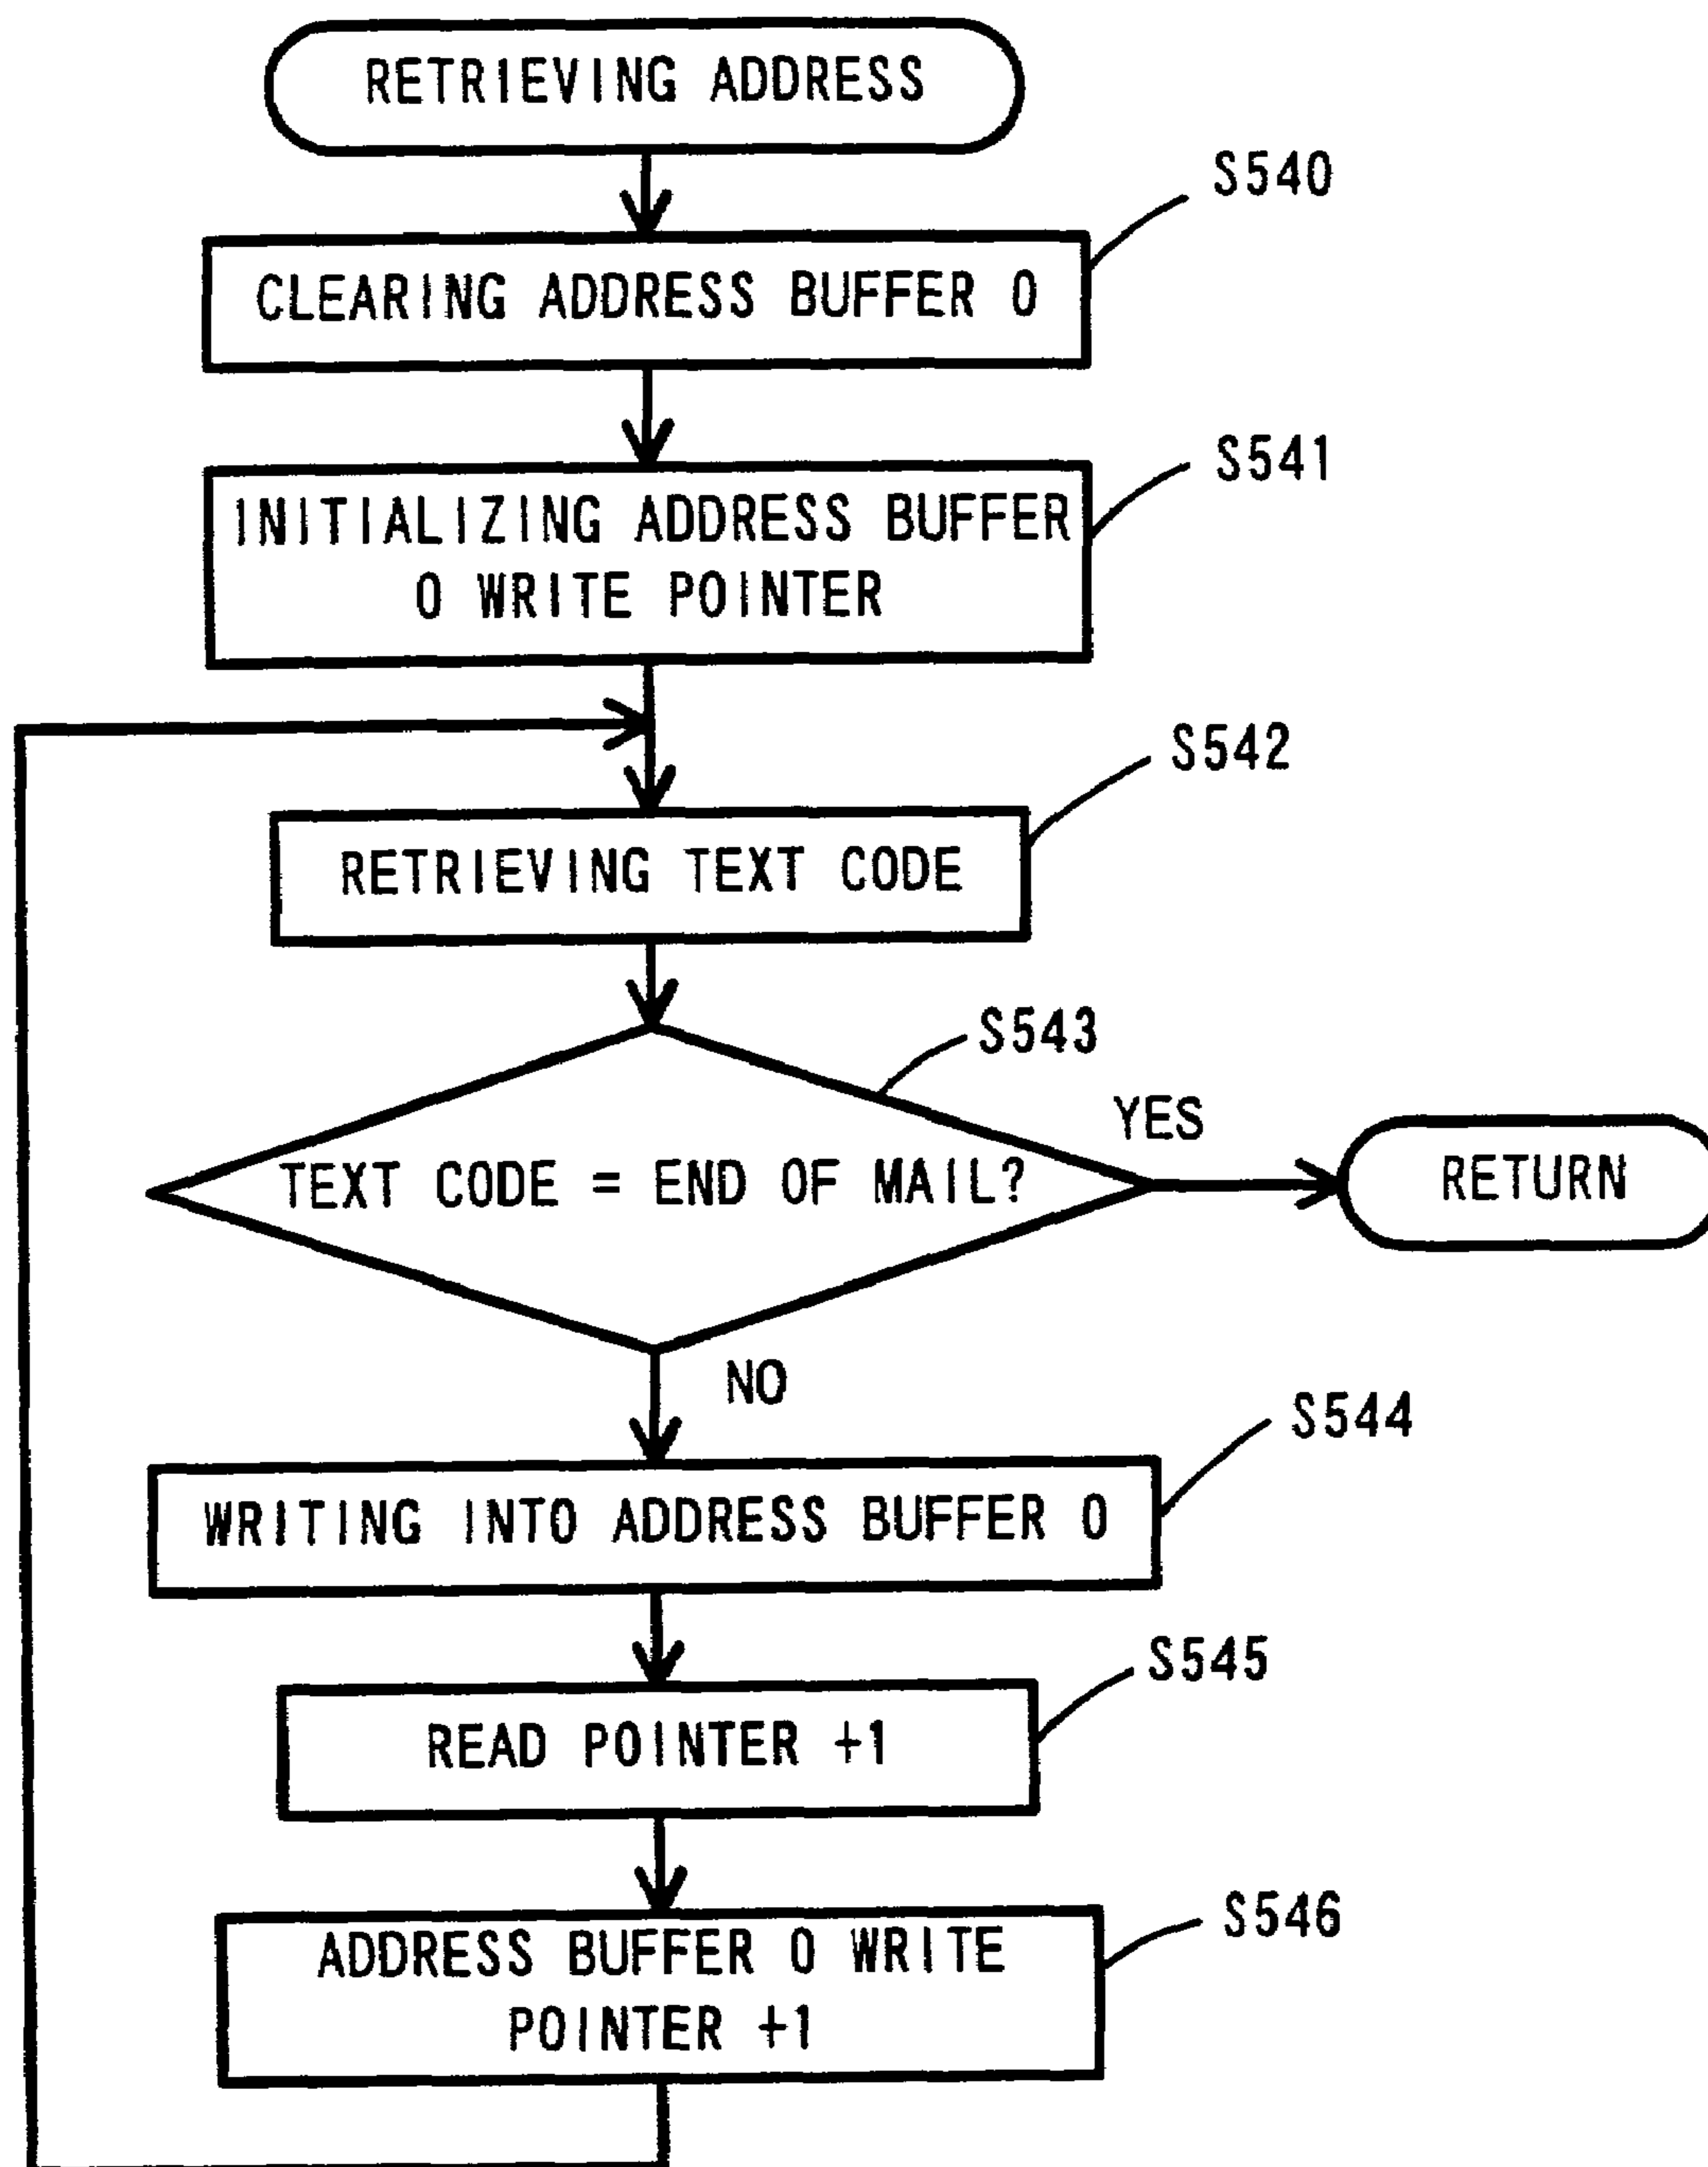 RETRIEVING ADDRESS
S540
CLEARING ADDRESS BUFFER 0
S541
INITIALIZING ADDRESS BUFFER
0 WRITE POINTER
S542
RETRIEVING TEXT CODE
S543
YES
TEXT CODE = END OF MAIL?
RETURN
NO
S544
WRITING INTO ADDRESS BUFFER 0
S545
READ POINTER +1
S546
ADDRESS BUFFER 0 WRITE
POINTER +1